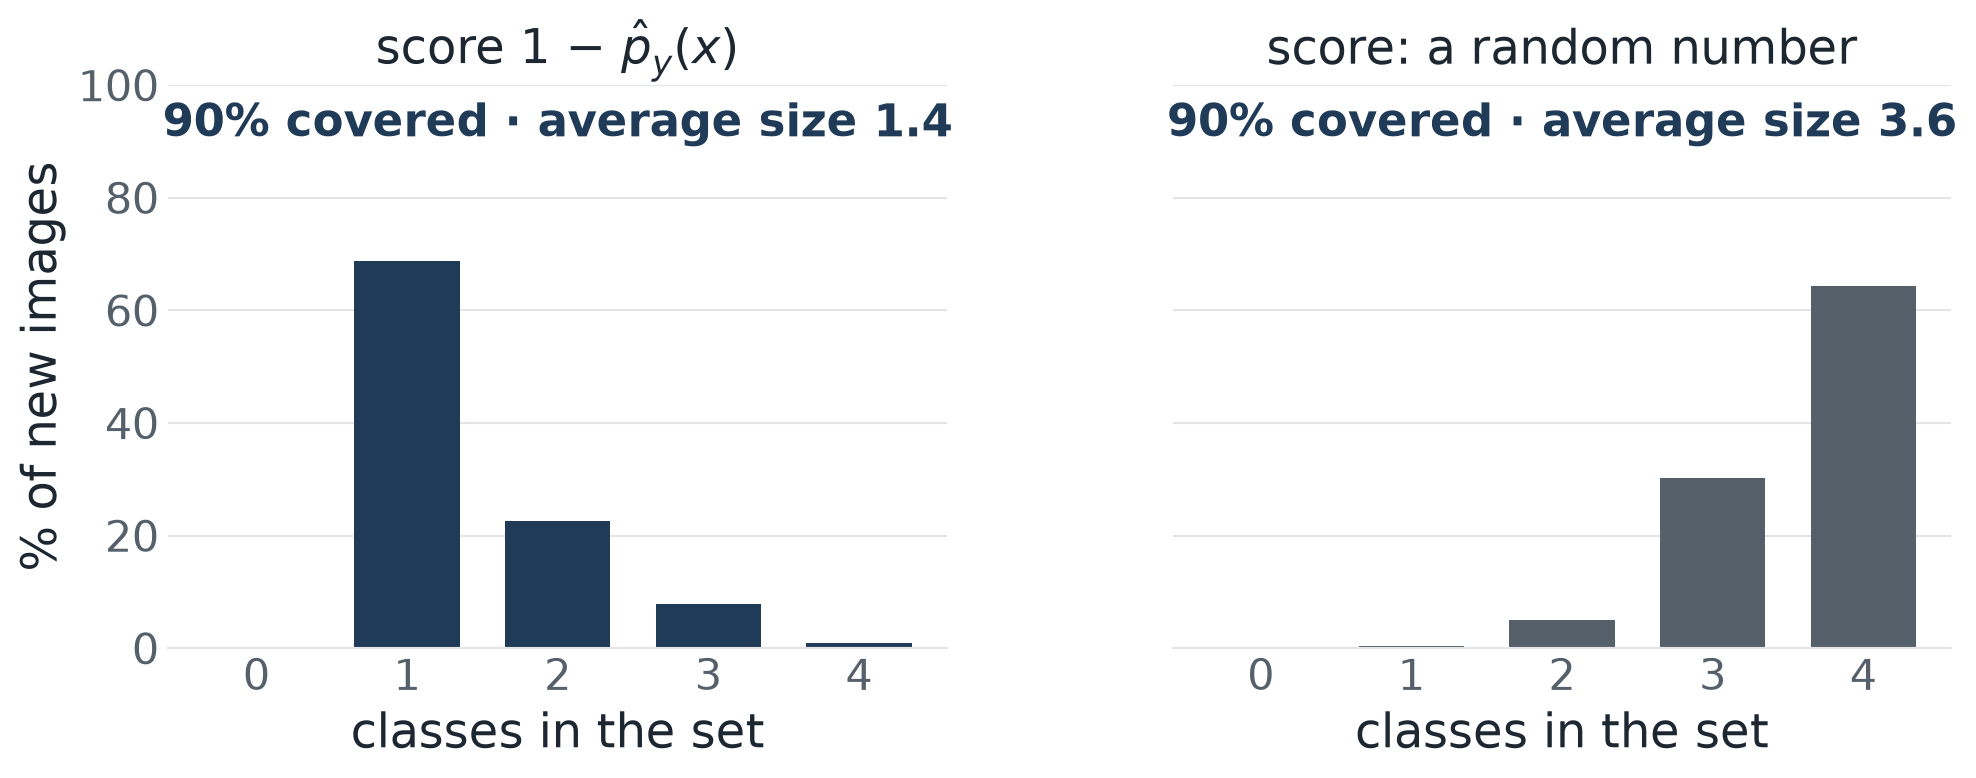 score 1 − p̂_y(x)
90% covered · average size 1.4
% of new images
100
80
60
40
20
0
0 1 2 3 4
classes in the set
score: a random number
90% covered · average size 3.6
0 1 2 3 4
classes in the set